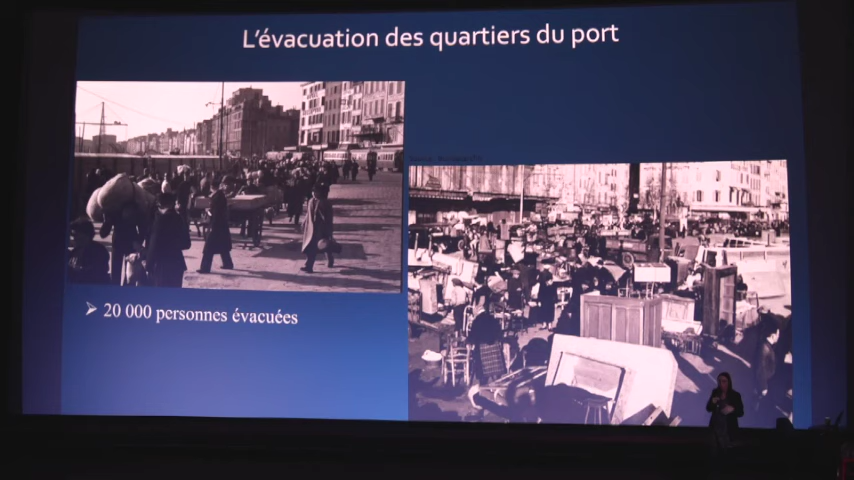 L'évacuation des quartiers du port
➢ 20 000 personnes évacuées